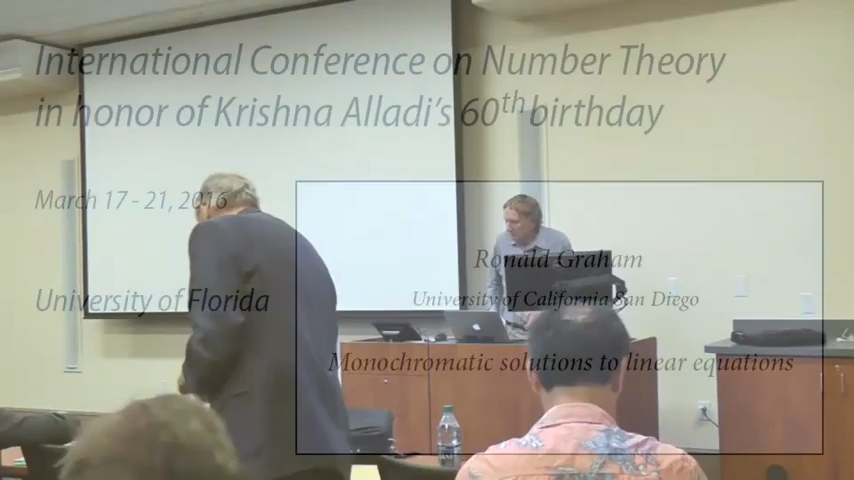 International Conference on Number Theory
in honor of Krishna Alladi's 60th birthday
March 17 - 21, 2016
University of Florida
Ronald Graham
University of California San Diego
Monochromatic solutions to linear equations